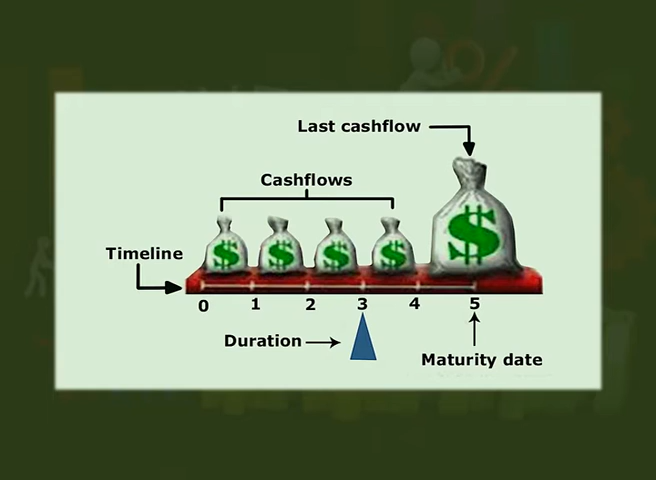 Last cashflow
Cashflows
$ $ $ $ $
Timeline
0 1 2 3 4 5
Duration
Maturity date